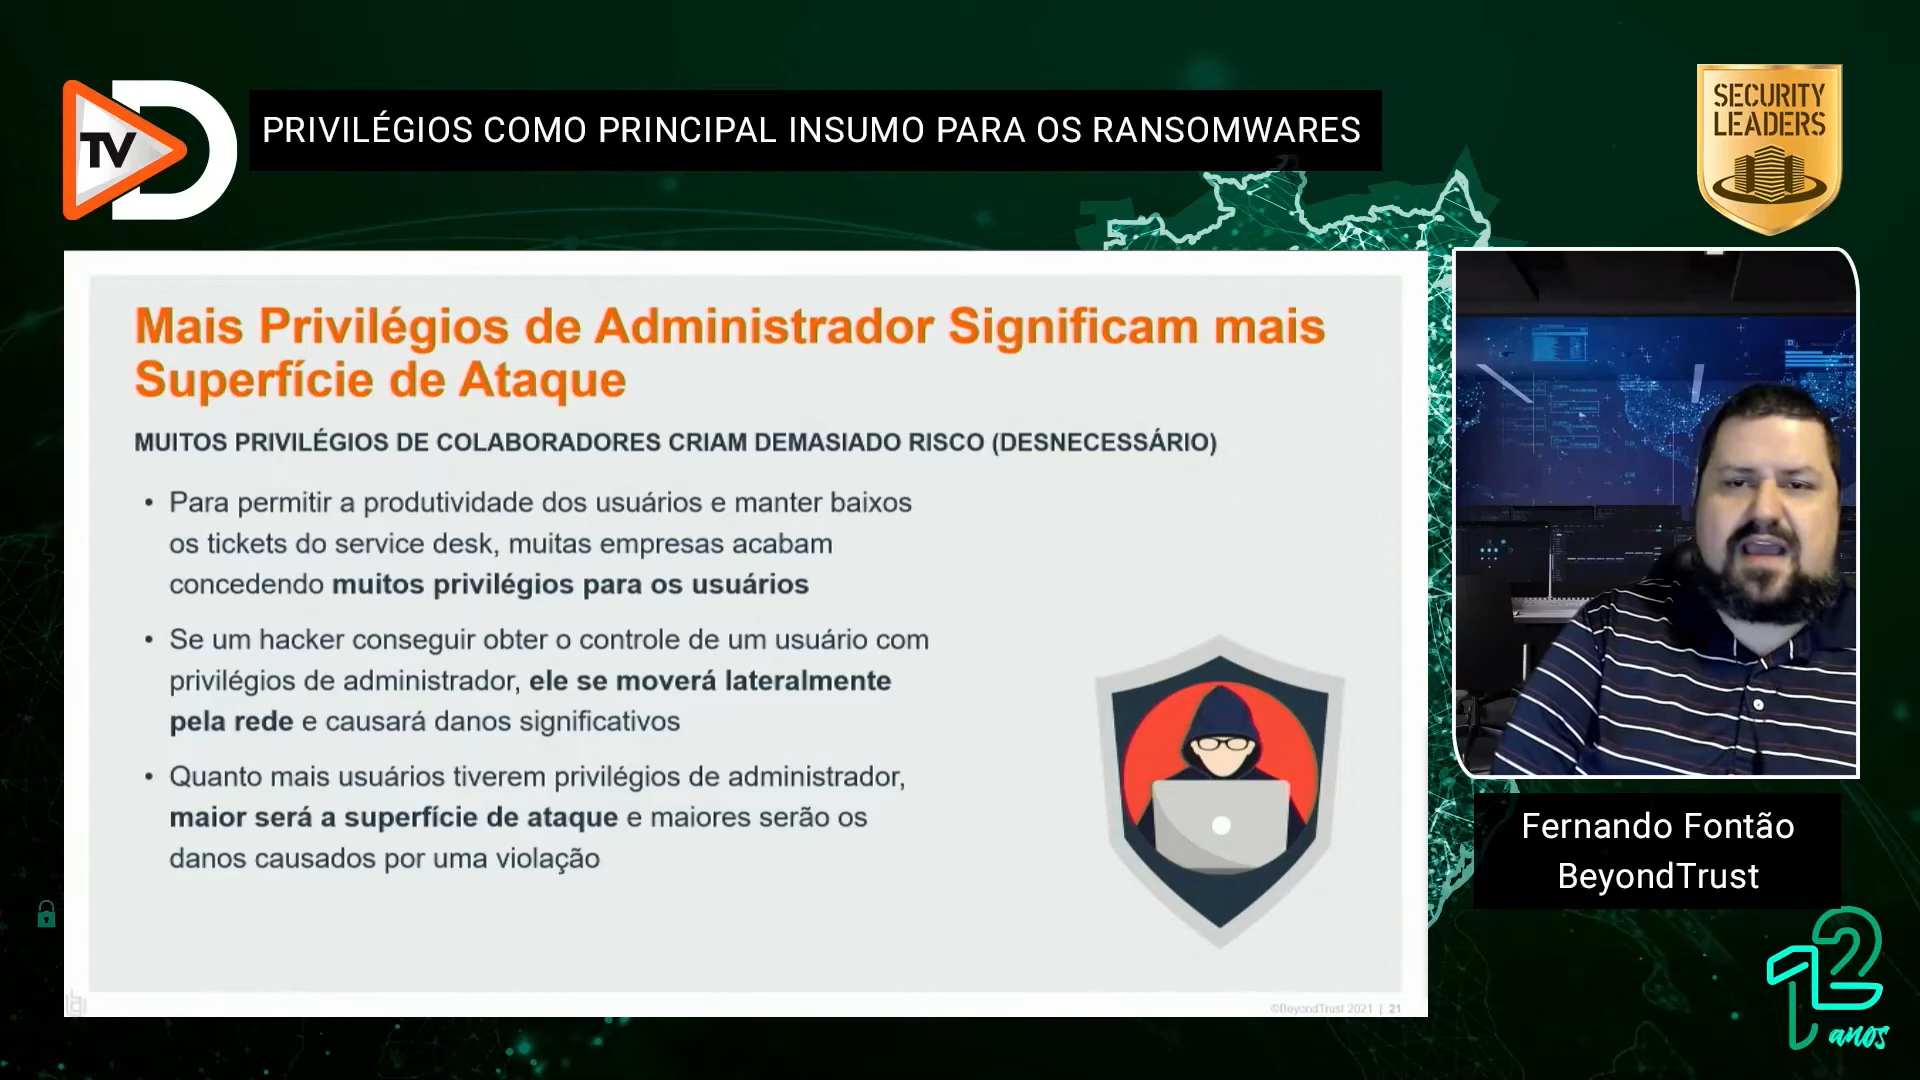 TVD
PRIVILÉGIOS COMO PRINCIPAL INSUMO PARA OS RANSOMWARES
SECURITY
LEADERS
Mais Privilégios de Administrador Significam mais
Superfície de Ataque
MUITOS PRIVILÉGIOS DE COLABORADORES CRIAM DEMASIADO RISCO (DESNECESSÁRIO)
• Para permitir a produtividade dos usuários e manter baixos
os tickets do service desk, muitas empresas acabam
concedendo muitos privilégios para os usuários
• Se um hacker conseguir obter o controle de um usuário com
privilégios de administrador, ele se moverá lateralmente
pela rede e causará danos significativos
• Quanto mais usuários tiverem privilégios de administrador,
maior será a superfície de ataque e maiores serão os
danos causados por uma violação
©BeyondTrust 2021 | 21
Fernando Fontão
BeyondTrust
12
anos